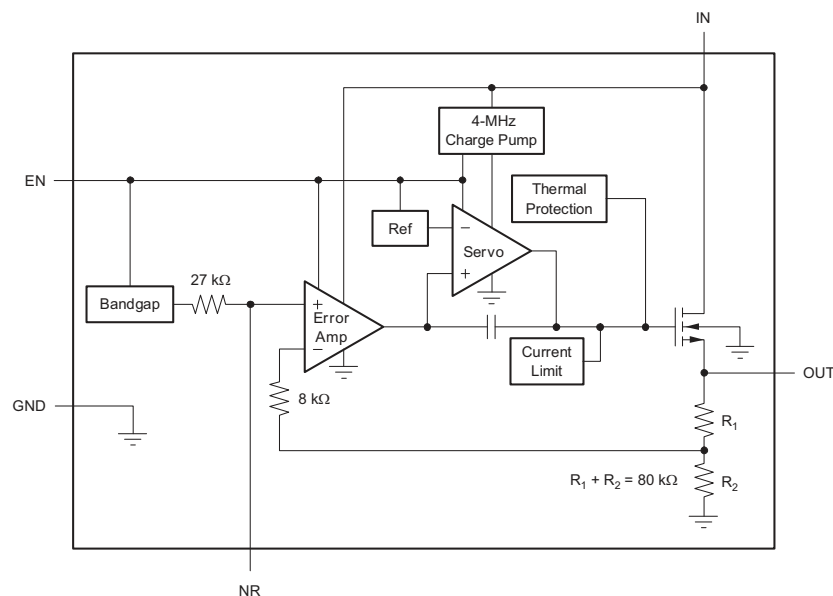 IN
4-MHz
Charge Pump
EN
Thermal
Protection
Ref
−
Servo
+
27 kΩ
Bandgap
+
Error
Amp
−
Current
Limit
OUT
GND
8 kΩ
R1
R1 + R2 = 80 kΩ
R2
NR